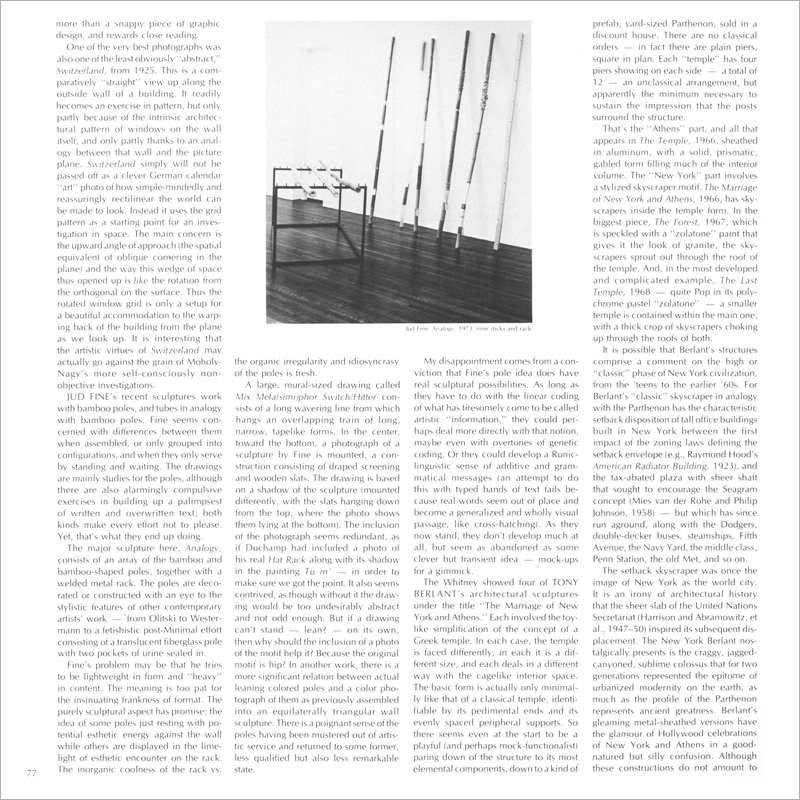 more than a snappy piece of graphic
design, and rewards close reading.
One of the very best photographs was
also one of the least obviously "abstract,"
Switzerland, from 1925. This is a com-
paratively "straight" view up along the
outside wall of a building. It readily
becomes an exercise in pattern, but only
partly because of the intrinsic architec-
tural pattern of windows on the wall
itself, and only partly thanks to an anal-
ogy between that wall and the picture
plane. Switzerland simply will not be
passed off as a clever German calendar
"art" photo of how simple-mindedly and
reassuringly rectilinear the world can
be made to look. Instead it uses the grid
pattern as a starting point for an inves-
tigation in space. The main concern is
the upward angle of approach (the spatial
equivalent of oblique cornering in the
plane) and the way this wedge of space
thus opened up is like the rotation from
the orthogonal on the surface. Thus the
rotated window grid is only a setup for
a beautiful accommodation to the warp-
ing back of the building from the plane
as we look up. It is interesting that
the artistic virtues of Switzerland may
actually go against the grain of Moholy-
Nagy's more self-consciously non-
objective investigations.
JUD FINE's recent sculptures work
with bamboo poles, and tubes in analogy
with bamboo poles. Fine seems con-
cerned with differences between them
when assembled, or only grouped into
configurations, and when they only serve
by standing and waiting. The drawings
are mainly studies for the poles, although
there are also alarmingly compulsive
exercises in building up a palimpsest
of written and overwritten text; both
kinds make every effort not to please.
Yet, that's what they end up doing.
The major sculpture here, Analogy,
consists of an array of the bamboo and
bamboo-shaped poles, together with a
welded metal rack. The poles are deco-
rated or constructed with an eye to the
stylistic features of other contemporary
artists' work — from Olitski to Wester-
mann to a fetishistic post-Minimal effort
consisting of a translucent fiberglass pole
with two pockets of urine sealed in.
Fine's problem may be that he tries
to be lightweight in form and "heavy"
in content. The meaning is too pat for
the insinuating frankness of format. The
purely sculptural aspect has promise: the
idea of some poles just resting with po-
tential esthetic energy against the wall
while others are displayed in the lime-
light of esthetic encounter on the rack.
The inorganic coolness of the rack vs.
77
Jud Fine, Analogy, 1973, nine sticks and rack.
the organic irregularity and idiosyncrasy
of the poles is fresh.
A large, mural-sized drawing called
Mix Meta(simi)phor Switch/Hitter con-
sists of a long wavering line from which
hangs an overlapping train of long,
narrow, tapelike forms. In the center,
toward the bottom, a photograph of a
sculpture by Fine is mounted, a con-
struction consisting of draped screening
and wooden slats. The drawing is based
on a shadow of the sculpture (mounted
differently, with the slats hanging down
from the top, where the photo shows
them lying at the bottom). The inclusion
of the photograph seems redundant, as
if Duchamp had included a photo of
his real Hat Rack along with its shadow
in the painting Tu m' — in order to
make sure we got the point. It also seems
contrived, as though without it the draw-
ing would be too undesirably abstract
and not odd enough. But if a drawing
can't stand — lean? — on its own,
then why should the inclusion of a photo
of the motif help it? Because the original
motif is hip? In another work, there is a
more significant relation between actual
leaning colored poles and a color pho-
tograph of them as previously assembled
into an equilaterally triangular wall
sculpture. There is a poignant sense of the
poles having been mustered out of artis-
tic service and returned to some former,
less qualified but also less remarkable
state.
My disappointment comes from a con-
viction that Fine's pole idea does have
real sculptural possibilities. As long as
they have to do with the linear coding
of what has tiresomely come to be called
artistic "information," they could per-
haps deal more directly with that notion,
maybe even with overtones of genetic
coding. Or they could develop a Runic-
linguistic sense of additive and gram-
matical messages (an attempt to do
this with typed bands of text fails be-
cause real words seem out of place and
become a generalized and wholly visual
passage, like cross-hatching). As they
now stand, they don't develop much at
all, but seem as abandoned as some
clever but transient idea — mock-ups
for a gimmick.
The Whitney showed four of TONY
BERLANT's architectural sculptures
under the title "The Marriage of New
York and Athens." Each involved the toy-
like simplification of the concept of a
Greek temple. In each case, the temple
is faced differently, in each it is a dif-
ferent size, and each deals in a different
way with the cagelike interior space.
The basic form is actually only minimal-
ly like that of a classical temple, identi-
fiable by its pedimental ends and its
evenly spaced peripheral supports. So
there seems even at the start to be a
playful (and perhaps mock-functionalist)
paring down of the structure to its most
elemental components, down to a kind of
prefab, yard-sized Parthenon, sold in a
discount house. There are no classical
orders — in fact there are plain piers,
square in plan. Each "temple" has four
piers showing on each side — a total of
12 — an unclassical arrangement, but
apparently the minimum necessary to
sustain the impression that the posts
surround the structure.
That's the "Athens" part, and all that
appears in The Temple, 1966, sheathed
in aluminum, with a solid, prismatic,
gabled form filling much of the interior
volume. The "New York" part involves
a stylized skyscraper motif. The Marriage
of New York and Athens, 1966, has sky-
scrapers inside the temple form. In the
biggest piece, The Forest, 1967, which
is speckled with a "zolatone" paint that
gives it the look of granite, the sky-
scrapers sprout out through the roof of
the temple. And, in the most developed
and complicated example, The Last
Temple, 1968 — quite Pop in its poly-
chrome pastel "zolatone" — a smaller
temple is contained within the main one,
with a thick crop of skyscrapers choking
up through the roofs of both.
It is possible that Berlant's structures
comprise a comment on the high or
"classic" phase of New York civilization,
from the 'teens to the earlier '60s. For
Berlant's "classic" skyscraper in analogy
with the Parthenon has the characteristic
setback disposition of tall office buildings
built in New York between the first
impact of the zoning laws defining the
setback envelope (e.g., Raymond Hood's
American Radiator Building, 1923), and
the tax-abated plaza with sheer shaft
that sought to encourage the Seagram
concept (Mies van der Rohe and Philip
Johnson, 1958) — but which has since
run aground, along with the Dodgers,
double-decker buses, steamships, Fifth
Avenue, the Navy Yard, the middle class,
Penn Station, the old Met, and so on.
The setback skyscraper was once the
image of New York as the world city.
It is an irony of architectural history
that the sheer slab of the United Nations
Secretariat (Harrison and Abramowitz, et
al., 1947–50) inspired its subsequent dis-
placement. The New York Berlant nos-
talgically presents is the craggy, jagged-
canyoned, sublime colossus that for two
generations represented the epitome of
urbanized modernity on the earth, as
much as the profile of the Parthenon
represents ancient greatness. Berlant's
gleaming metal-sheathed versions have
the glamour of Hollywood celebrations
of New York and Athens in a good-
natured but silly confusion. Although
these constructions do not amount to